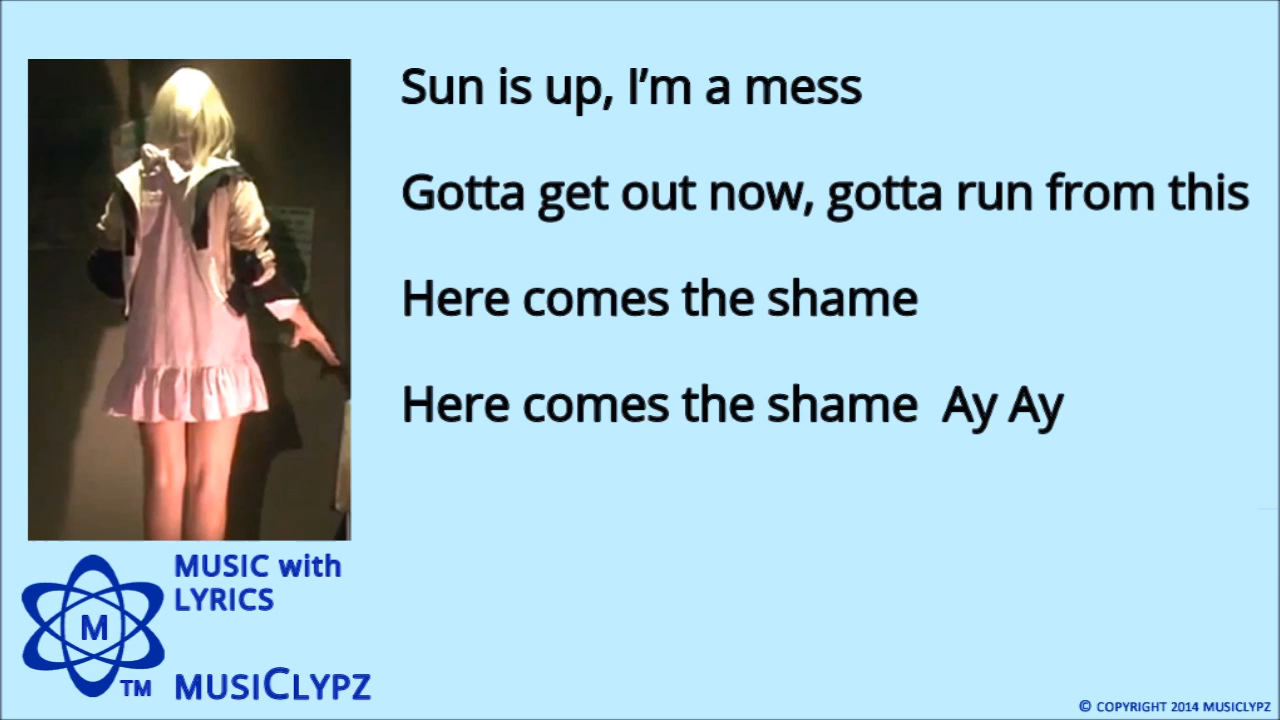 Sun is up, I’m a mess
Gotta get out now, gotta run from this
Here comes the shame
Here comes the shame  Ay Ay
MUSIC with
LYRICS
M
TM
MUSICLYPZ
© COPYRIGHT 2014 MUSICLYPZ